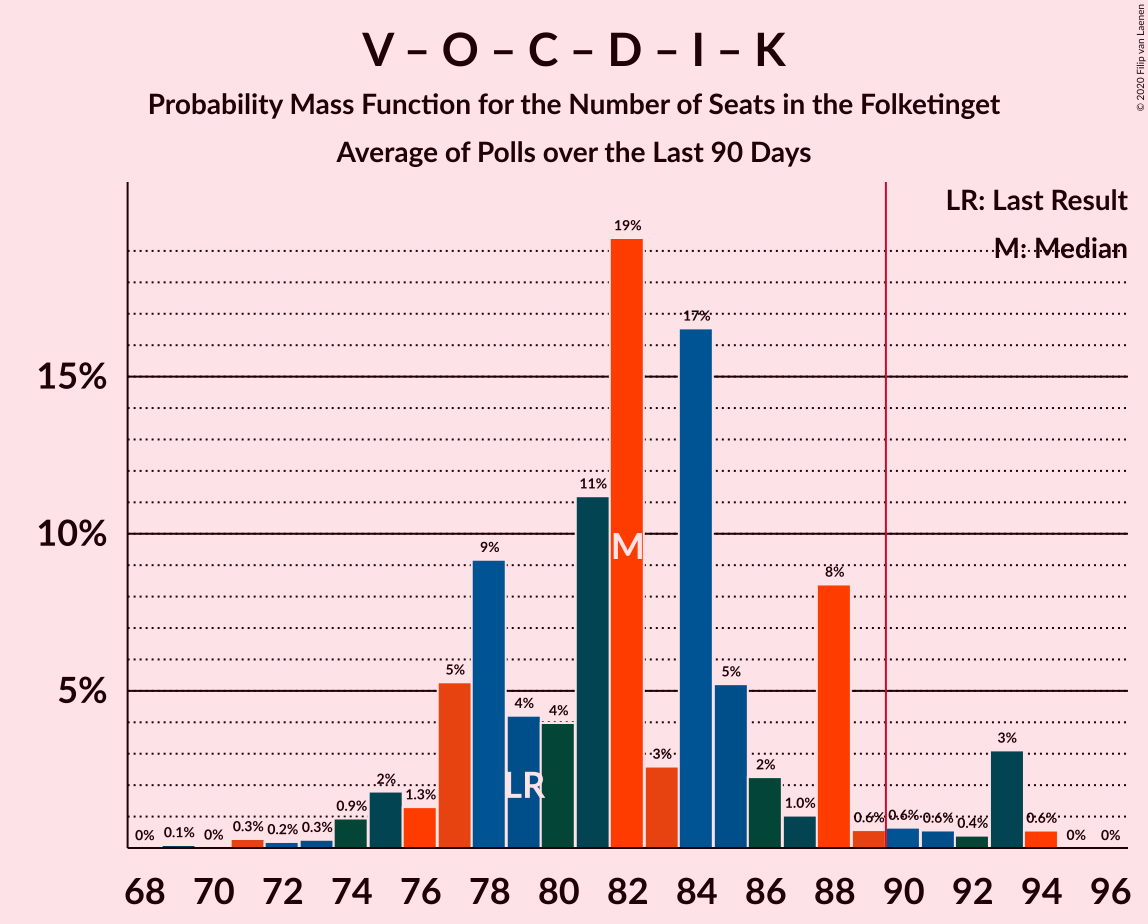 V – O – C – D – I – K
Probability Mass Function for the Number of Seats in the Folketinget
Average of Polls over the Last 90 Days
© 2020 Filip van Laenen
LR: Last Result
M: Median
15%
10%
5%
0% 0.1% 0% 0.3% 0.2% 0.3% 0.9% 2% 1.3% 5% 9% 4% 4% 11% 19% 3% 17% 5% 2% 1.0% 8% 0.6% 0.6% 0.6% 0.4% 3% 0.6% 0% 0%
LR M
68 70 72 74 76 78 80 82 84 86 88 90 92 94 96